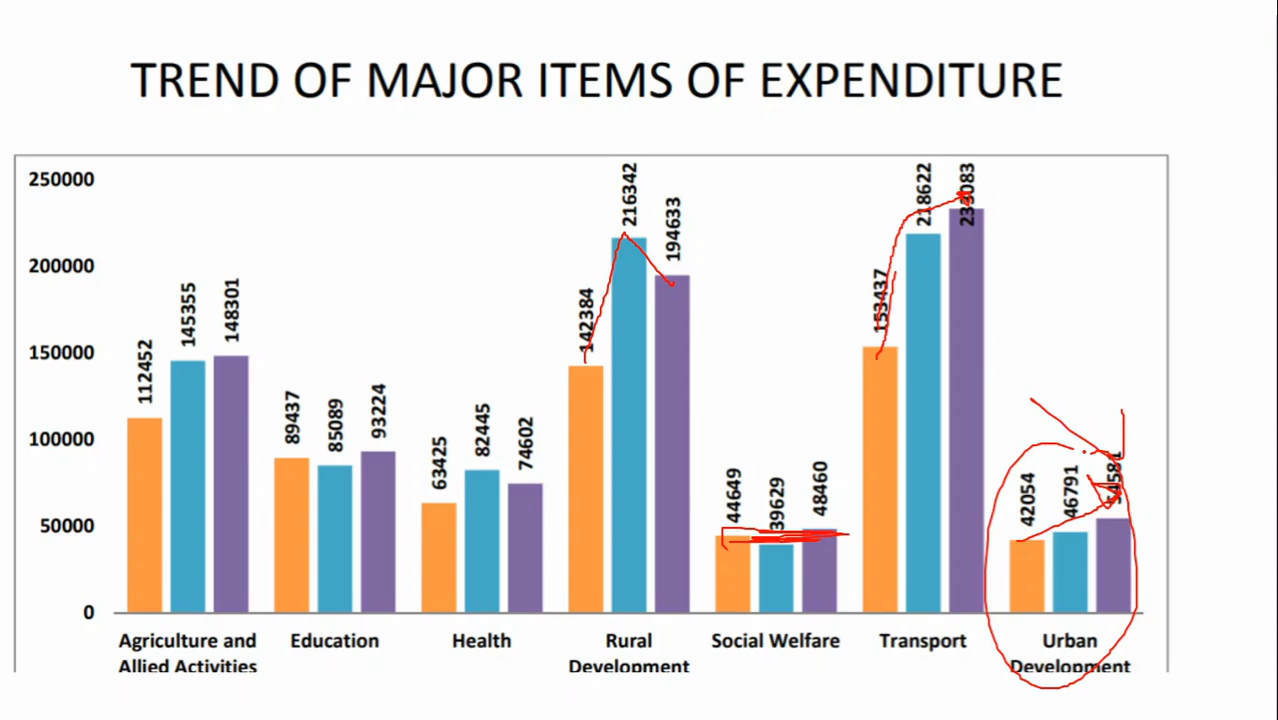 TREND OF MAJOR ITEMS OF EXPENDITURE
250000
200000
150000
100000
50000
0
112452
145355
148301
89437
85089
93224
63425
82445
74602
142384
216342
194633
44649
39629
48460
153437
218622
233083
42054
46791
54581
Agriculture and
Allied Activities
Education
Health
Rural
Development
Social Welfare
Transport
Urban
Development